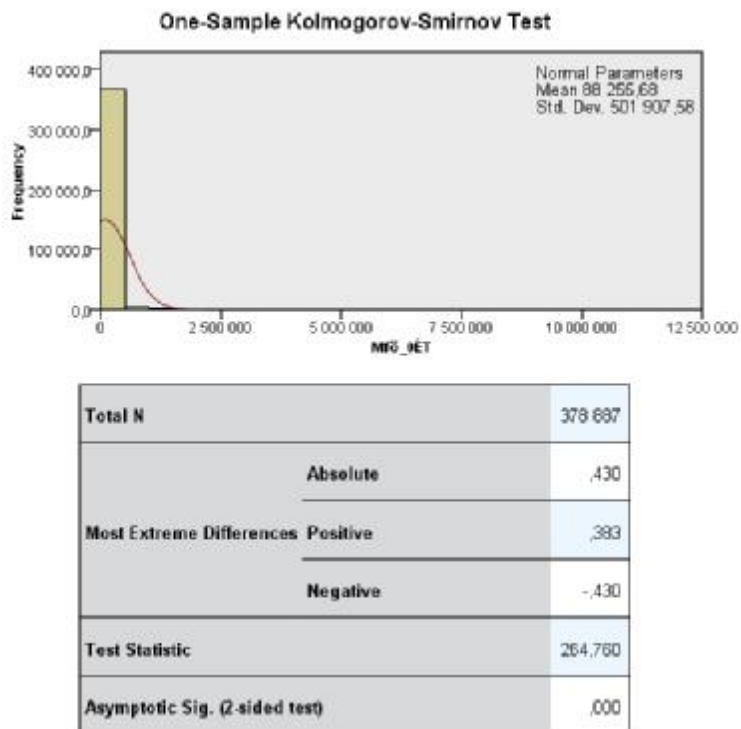 One-Sample Kolmogorov-Smirnov Test
Normal Parameters
Mean 88 255,68
Std. Dev. 501 907,58
Frequency
400 000,0
300 000,0
200 000,0
100 000,0
0,0
0 2 500 000 5 000 000 7 500 000 10 000 000 12 500 000
Total N 378 887
Most Extreme Differences Absolute ,430
Positive ,383
Negative -,430
Test Statistic 264,760
Asymptotic Sig. (2-sided test) ,000